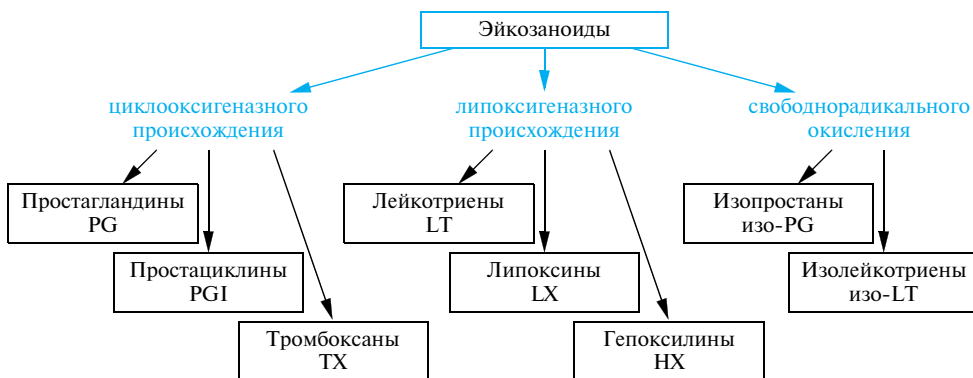 Эйкозаноиды
циклооксигеназного
происхождения
липоксигеназного
происхождения
свободнорадикального
окисления
Простагландины
PG
Лейкотриены
LT
Изопростаны
изо-PG
Простациклины
PGI
Липоксины
LX
Изолейкотриены
изо-LT
Тромбоксаны
TX
Гепоксилины
HX